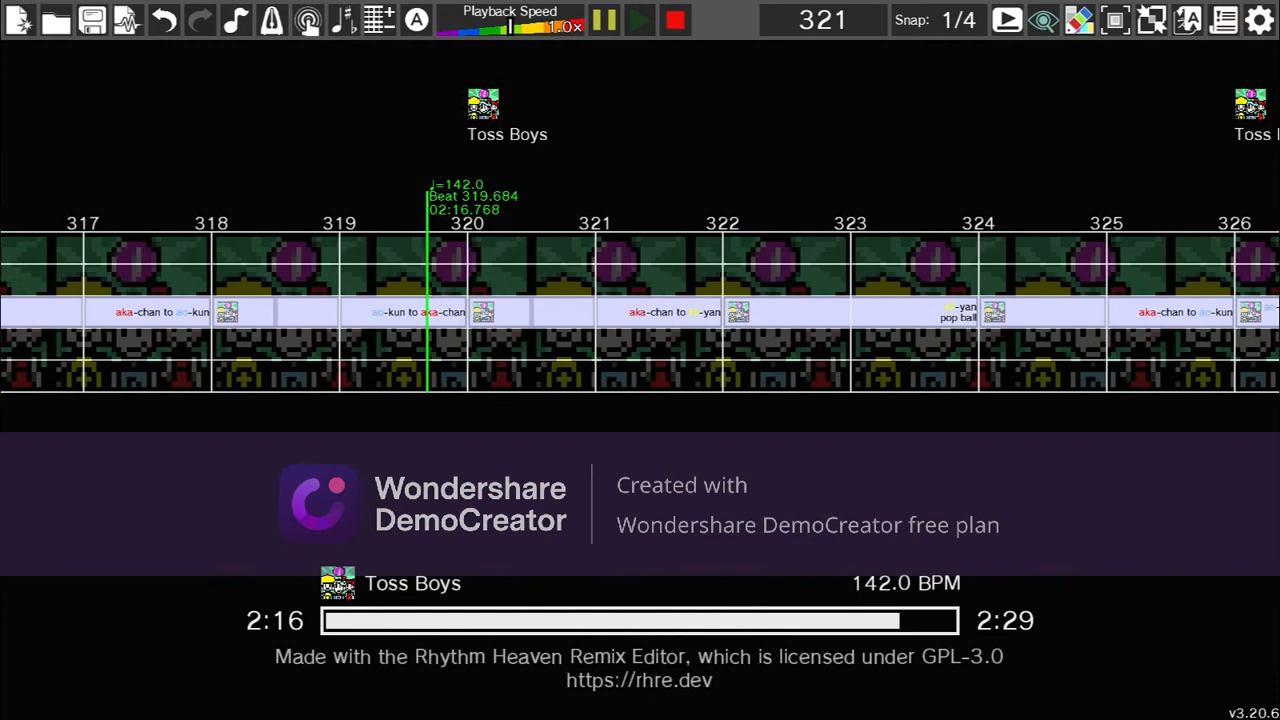 Playback Speed
1.0x
321
Snap: 1/4
Toss Boys
Toss
♩=142.0
Beat 319.684
02:16.768
317 318 319 320 321 322 323 324 325 326
aka-chan to ao-kun
ao-kun to aka-chan
aka-chan to ki-yan
-yan
pop ball
aka-chan to ao-kun
Wondershare
DemoCreator
Created with
Wondershare DemoCreator free plan
Toss Boys
142.0 BPM
2:16
2:29
Made with the Rhythm Heaven Remix Editor, which is licensed under GPL-3.0
https://rhre.dev
v3.20.6